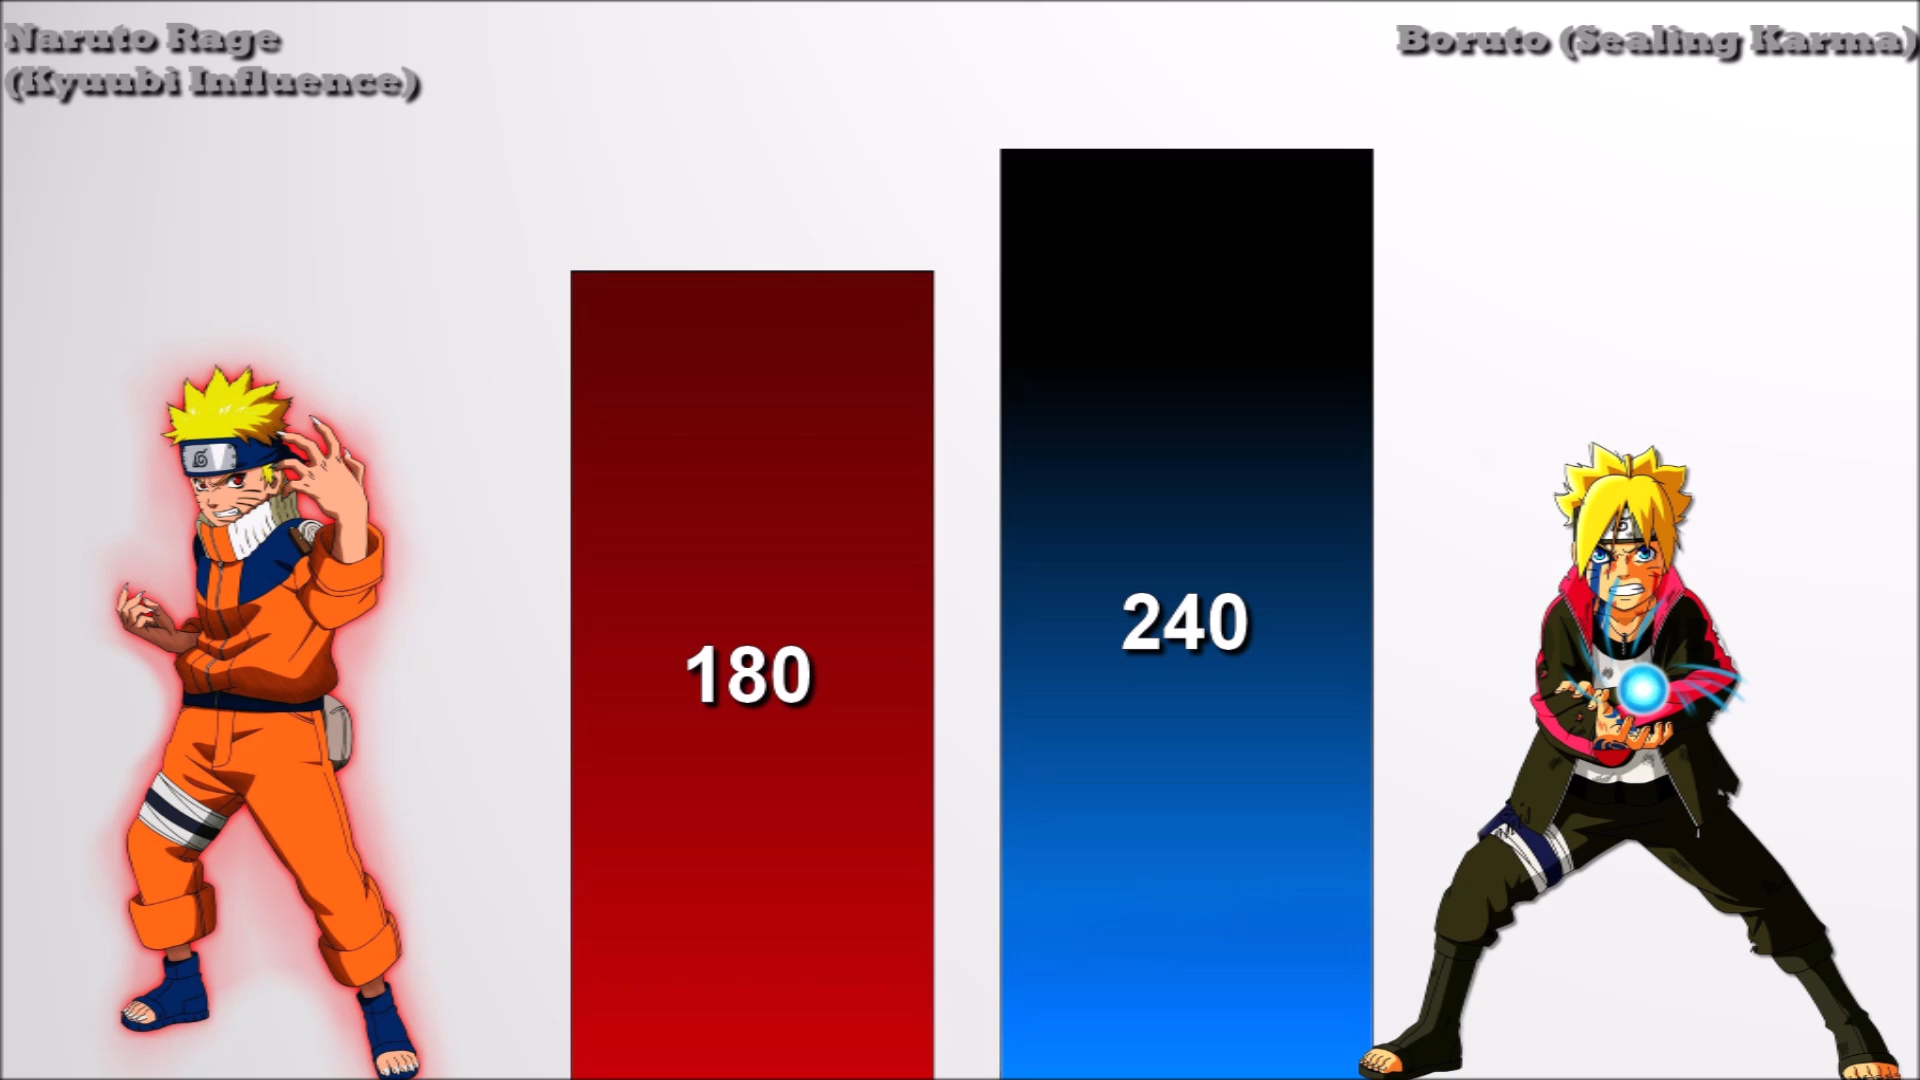 Naruto Rage
(Kyuubi Influence)
Boruto (Sealing Karma)
180
240